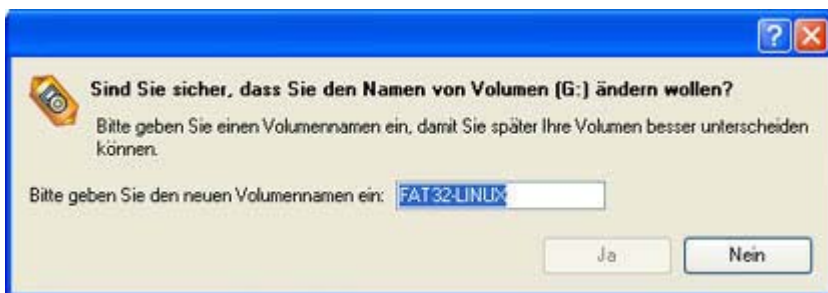 Sind Sie sicher, dass Sie den Namen von Volumen (G:) ändern wollen?
Bitte geben Sie einen Volumennamen ein, damit Sie später Ihre Volumen besser unterscheiden
können.
Bitte geben Sie den neuen Volumennamen ein: FAT32-LINUX
Ja Nein